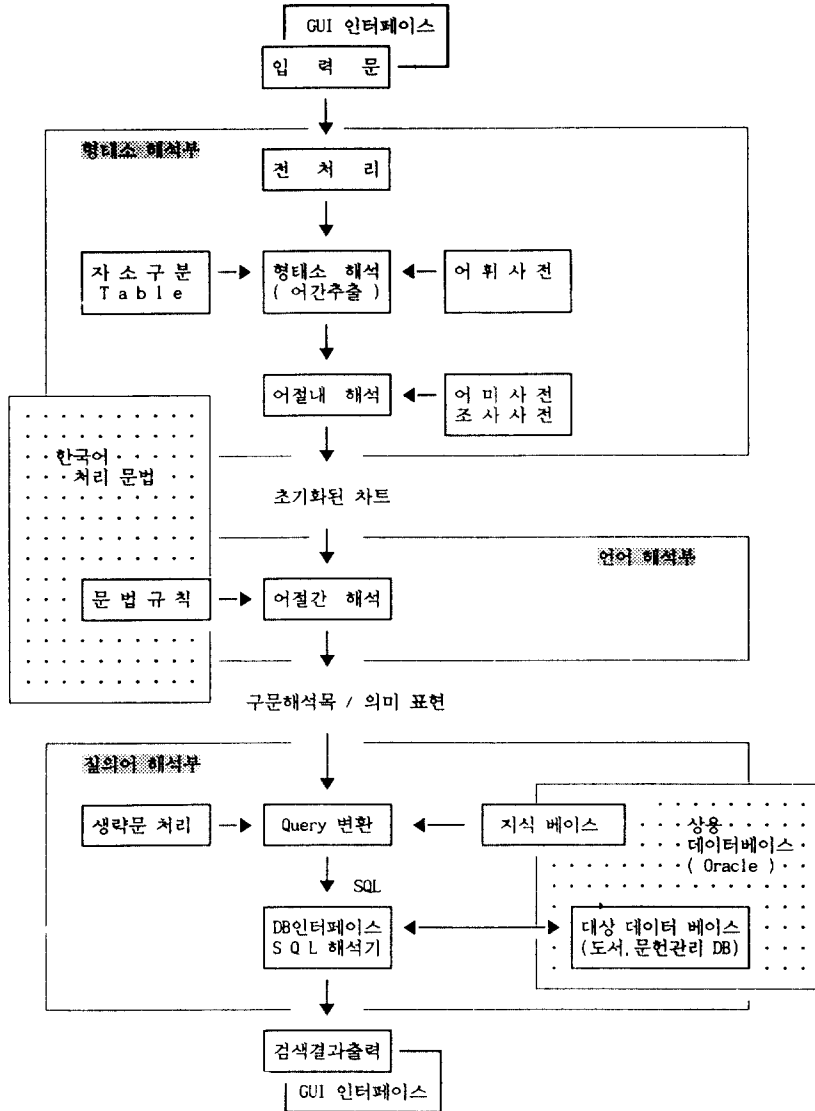 GUI 인터페이스
입 력 문
형태소 해석부
전 처 리
자 소 구 분
T a b l e
형태소 해석
( 어간추출 )
어 휘 사 전
어절내 해석
어 미 사 전
조 사 사 전
한국어
처리 문법
초기화된 차트
언어 해석부
문 법 규 칙
어절간 해석
구문해석목 / 의미 표현
질의어 해석부
생략문 처리
Query 변환
지식 베이스
상용
데이터베이스
( Oracle )
SQL
DB인터페이스
S Q L 해석기
대상 데이터 베이스
(도서,문헌관리 DB)
검색결과출력
GUI 인터페이스